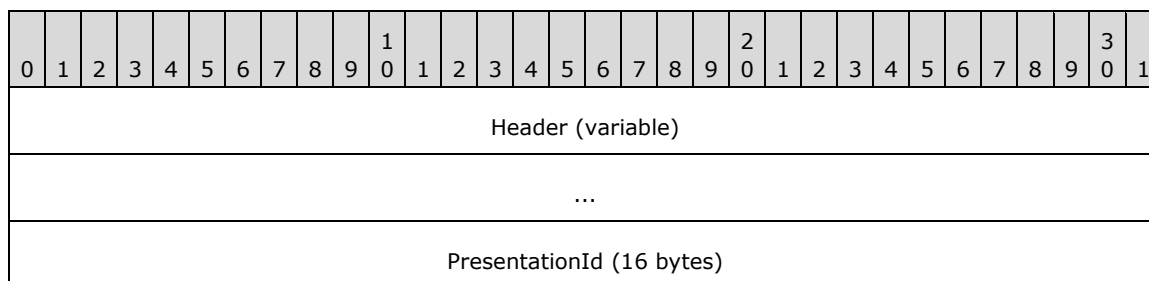 1 2 3
0 1 2 3 4 5 6 7 8 9 0 1 2 3 4 5 6 7 8 9 0 1 2 3 4 5 6 7 8 9 0 1
Header (variable)
...
PresentationId (16 bytes)